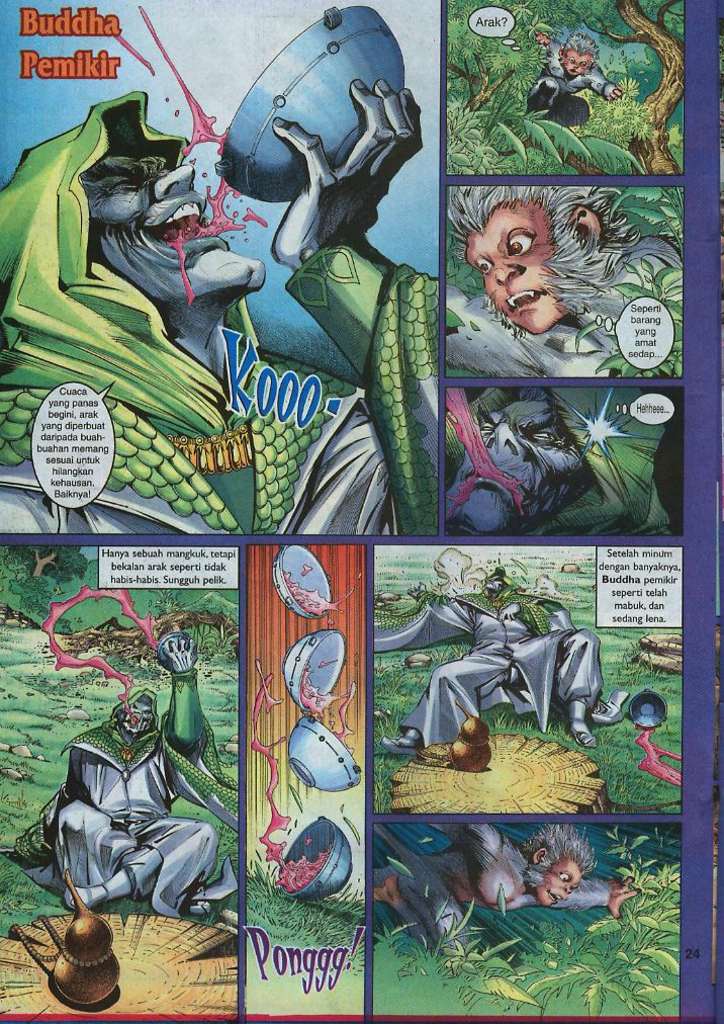 Buddha
Pemikir
Cuaca
yang panas
begini, arak
yang diperbuat
daripada buah-
buahan memang
sesuai untuk
hilangkan
kehausan.
Baiknya!
Kooo-
Arak?
Seperti
barang
yang
amat
sedap...
Hehheee...
Hanya sebuah mangkuk, tetapi
bekalan arak seperti tidak
habis-habis. Sungguh pelik.
Ponggg!
Setelah minum
dengan banyaknya,
Buddha pemikir
seperti telah
mabuk, dan
sedang lena.
24